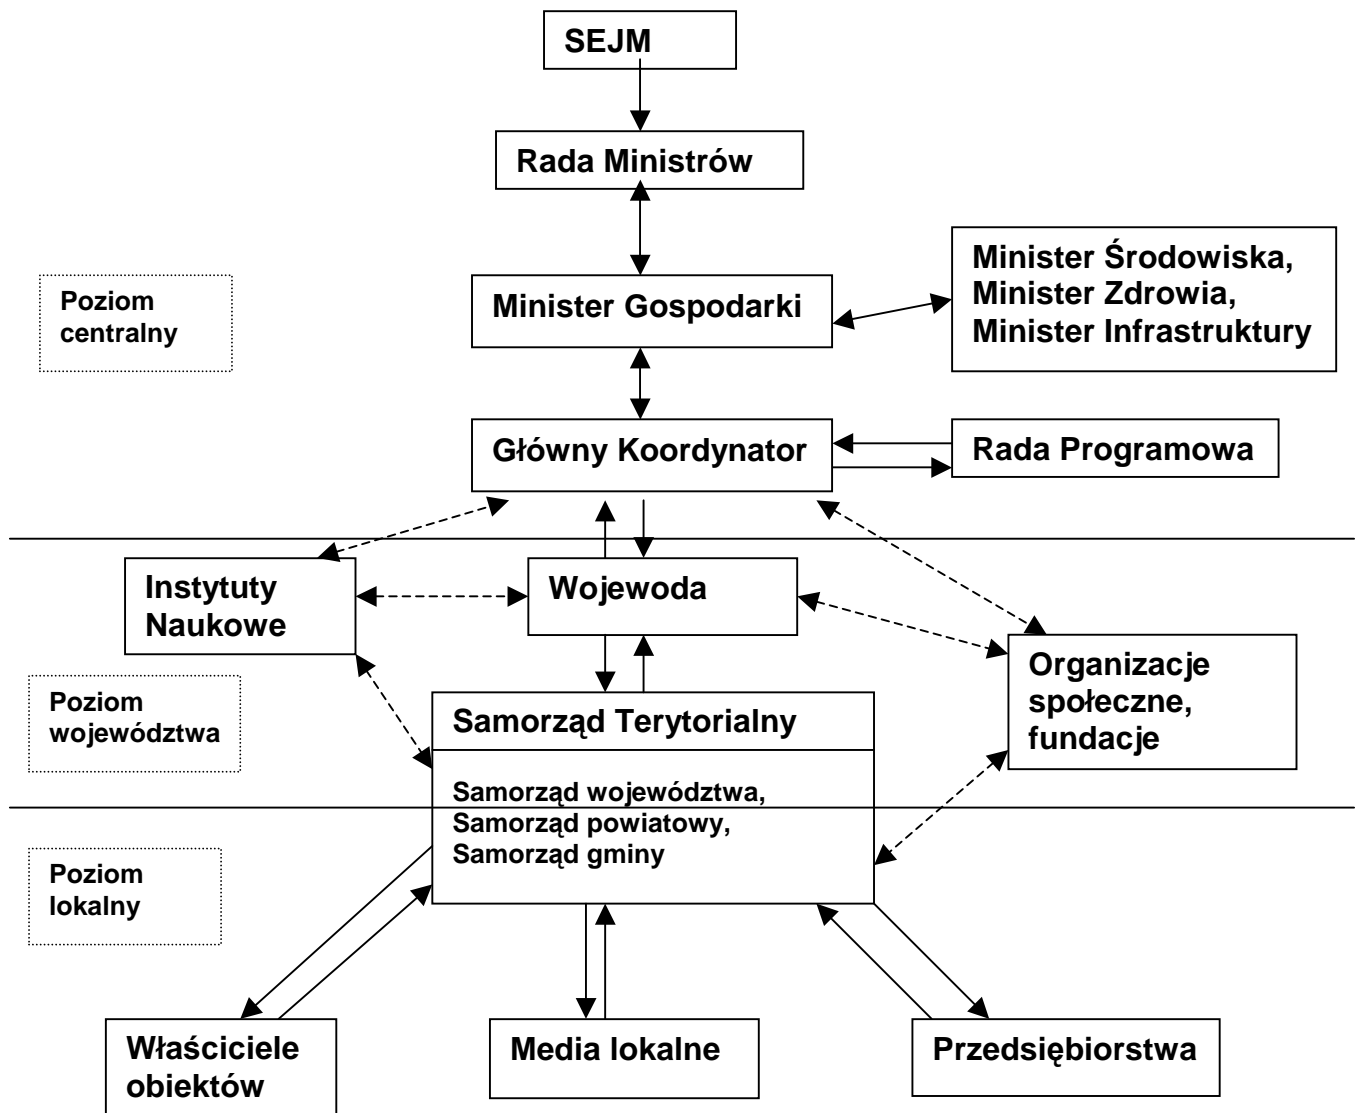 SEJM
Rada Ministrów
Minister Środowiska,
Minister Zdrowia,
Minister Infrastruktury
Poziom
centralny
Minister Gospodarki
Główny Koordynator
Rada Programowa
Instytuty
Naukowe
Wojewoda
Organizacje
społeczne,
fundacje
Poziom
województwa
Samorząd Terytorialny
Samorząd województwa,
Samorząd powiatowy,
Samorząd gminy
Poziom
lokalny
Właściciele
obiektów
Media lokalne
Przedsiębiorstwa